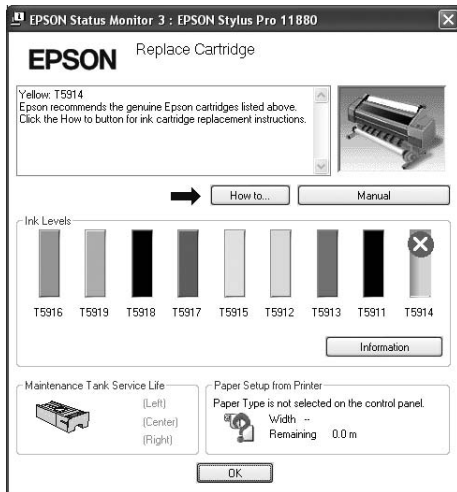 EPSON Status Monitor 3 : EPSON Stylus Pro 11880
EPSON
Replace Cartridge
Yellow: T5914
Epson recommends the genuine Epson cartridges listed above.
Click the How to button for ink cartridge replacement instructions.
How to...
Manual
Ink Levels
T5916 T5919 T5918 T5917 T5915 T5912 T5913 T5911 T5914
Information
Maintenance Tank Service Life
(Left)
(Center)
(Right)
Paper Setup from Printer
Paper Type is not selected on the control panel.
Width --
Remaining 0.0 m
OK